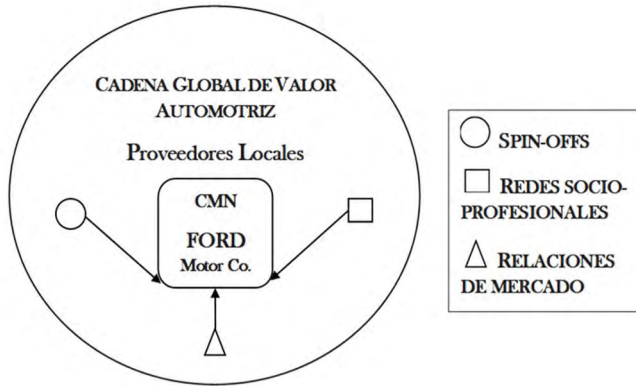 CADENA GLOBAL DE VALOR
AUTOMOTRIZ
Proveedores Locales
CMN
FORD
Motor Co.
SPIN-OFFS
REDES SOCIO-
PROFESIONALES
RELACIONES
DE MERCADO